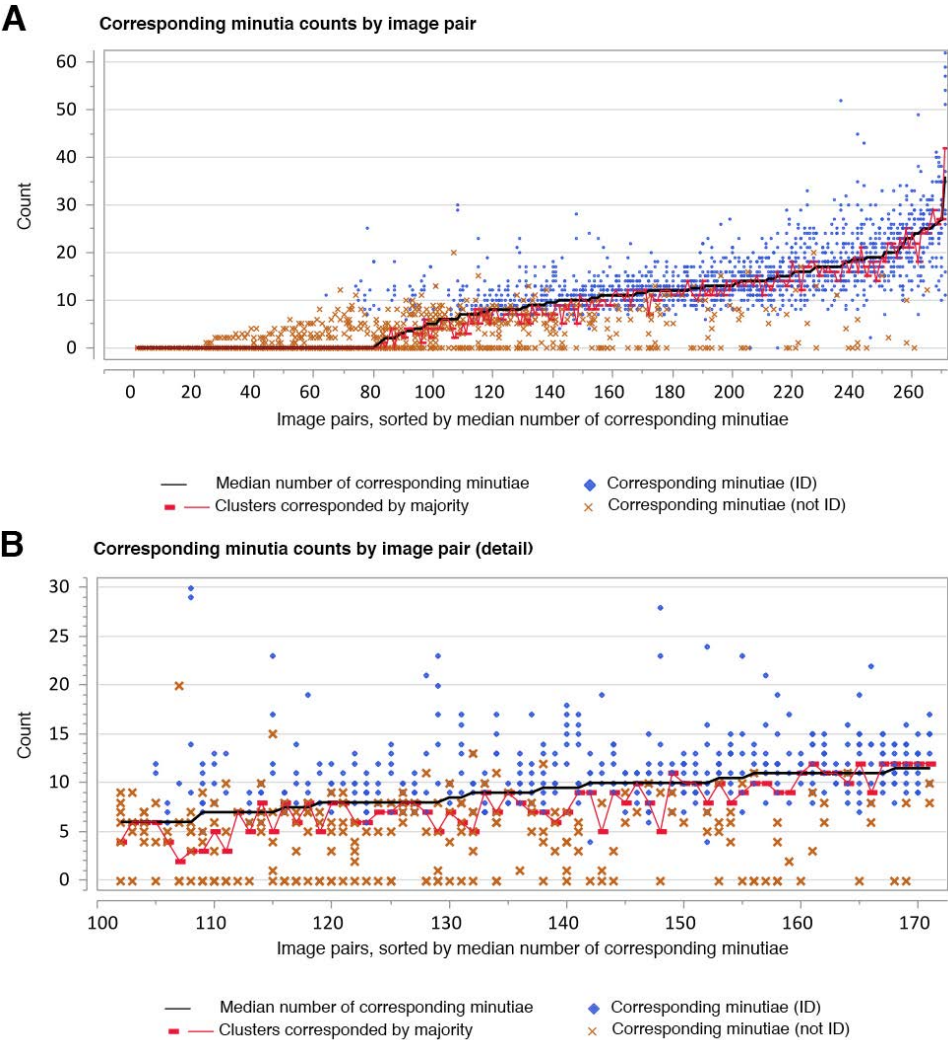 A
Corresponding minutia counts by image pair
60
50
40
30
20
10
0
Count
0 20 40 60 80 100 120 140 160 180 200 220 240 260
Image pairs, sorted by median number of corresponding minutiae
Median number of corresponding minutiae
Corresponding minutiae (ID)
Clusters corresponded by majority
Corresponding minutiae (not ID)
B
Corresponding minutia counts by image pair (detail)
30
25
20
15
10
5
0
Count
100 110 120 130 140 150 160 170
Image pairs, sorted by median number of corresponding minutiae
Median number of corresponding minutiae
Corresponding minutiae (ID)
Clusters corresponded by majority
Corresponding minutiae (not ID)